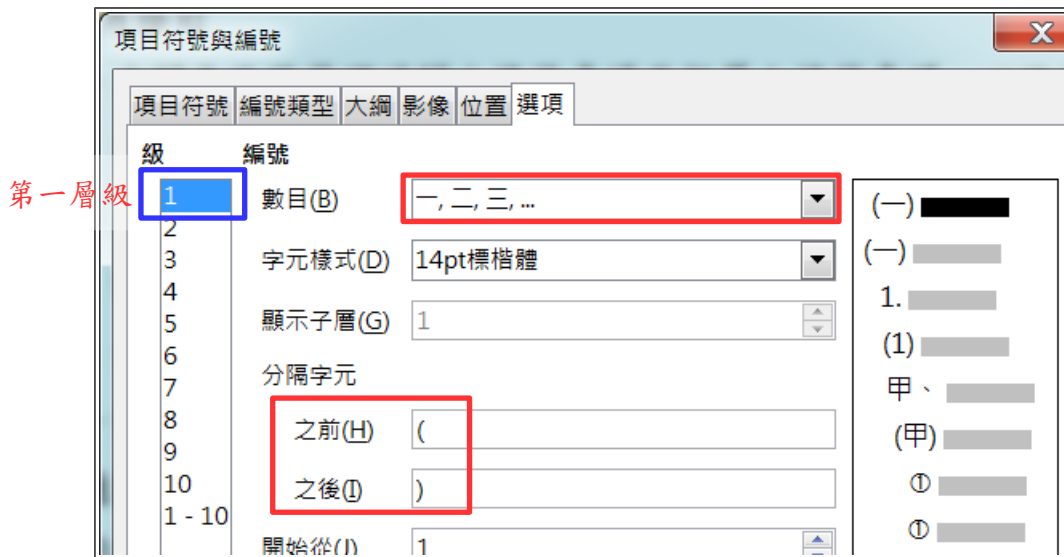 項目符號與編號
項目符號 編號類型 大綱 影像 位置 選項
級 編號
第一層級
1
2
3
4
5
6
7
8
9
10
1 - 10
數目(B) 一, 二, 三, ...
字元樣式(D) 14pt標楷體
顯示子層(G) 1
分隔字元
之前(H) (
之後(I) )
開始從(J) 1
(一)
(一)
1.
(1)
甲、
(甲)
①
①